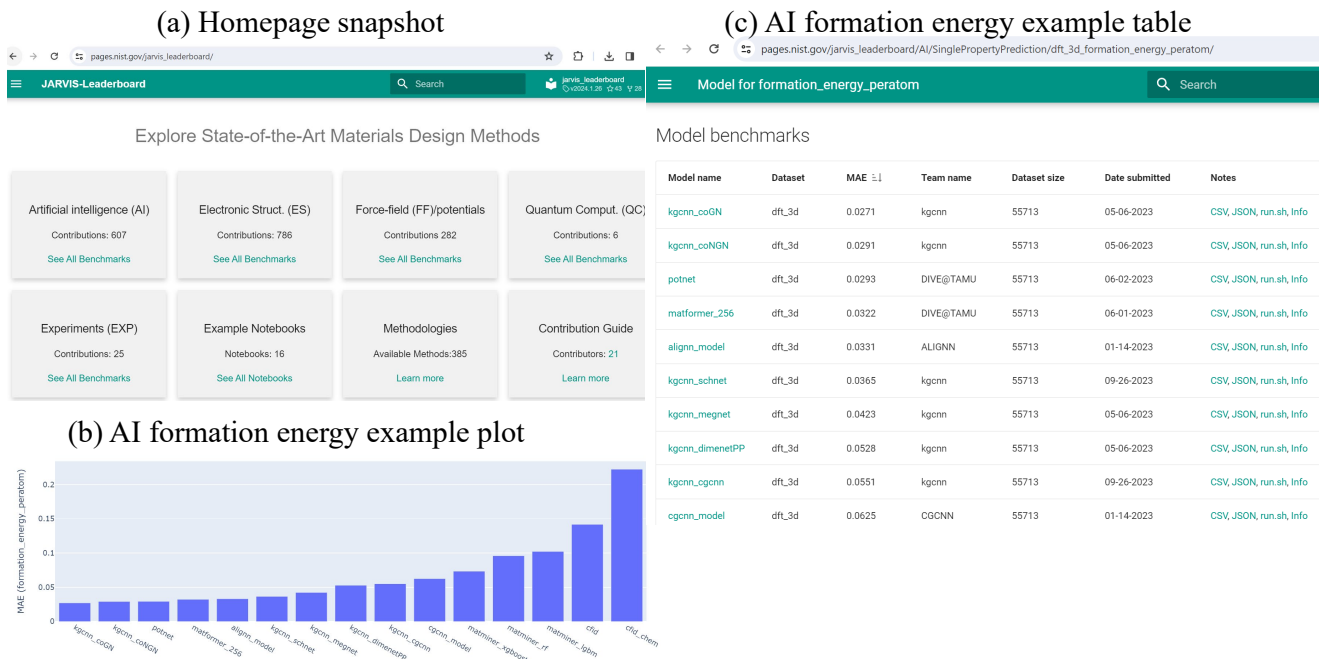 (a) Homepage snapshot
pages.nist.gov/jarvis_leaderboard/
JARVIS-Leaderboard
Search
jarvis_leaderboard
v2024.1.26 43 28
Explore State-of-the-Art Materials Design Methods
Artificial intelligence (AI)
Contributions: 607
See All Benchmarks
Electronic Struct. (ES)
Contributions: 786
See All Benchmarks
Force-field (FF)/potentials
Contributions 282
See All Benchmarks
Quantum Comput. (QC)
Contributions: 6
See All Benchmarks
Experiments (EXP)
Contributions: 25
See All Benchmarks
Example Notebooks
Notebooks: 16
See All Notebooks
Methodologies
Available Methods:385
Learn more
Contribution Guide
Contributors: 21
Learn more
(b) AI formation energy example plot
MAE (formation_energy_peratom)
0.2
0.15
0.1
0.05
0
kgcnn_coGN
kgcnn_coNGN
potnet
matformer_256
alignn_model
kgcnn_schnet
kgcnn_megnet
kgcnn_dimenetPP
kgcnn_cgcnn
cgcnn_model
matminer_xgboost
matminer_rf
matminer_lgbm
cfid
cfid_chem
(c) AI formation energy example table
pages.nist.gov/jarvis_leaderboard/AI/SinglePropertyPrediction/dft_3d_formation_energy_peratom/
Model for formation_energy_peratom
Search
Model benchmarks
Model name Dataset MAE Team name Dataset size Date submitted Notes
kgcnn_coGN dft_3d 0.0271 kgcnn 55713 05-06-2023 CSV, JSON, run.sh, Info
kgcnn_coNGN dft_3d 0.0291 kgcnn 55713 05-06-2023 CSV, JSON, run.sh, Info
potnet dft_3d 0.0293 DIVE@TAMU 55713 06-02-2023 CSV, JSON, run.sh, Info
matformer_256 dft_3d 0.0322 DIVE@TAMU 55713 06-01-2023 CSV, JSON, run.sh, Info
alignn_model dft_3d 0.0331 ALIGNN 55713 01-14-2023 CSV, JSON, run.sh, Info
kgcnn_schnet dft_3d 0.0365 kgcnn 55713 09-26-2023 CSV, JSON, run.sh, Info
kgcnn_megnet dft_3d 0.0423 kgcnn 55713 05-06-2023 CSV, JSON, run.sh, Info
kgcnn_dimenetPP dft_3d 0.0528 kgcnn 55713 05-06-2023 CSV, JSON, run.sh, Info
kgcnn_cgcnn dft_3d 0.0551 kgcnn 55713 09-26-2023 CSV, JSON, run.sh, Info
cgcnn_model dft_3d 0.0625 CGCNN 55713 01-14-2023 CSV, JSON, run.sh, Info